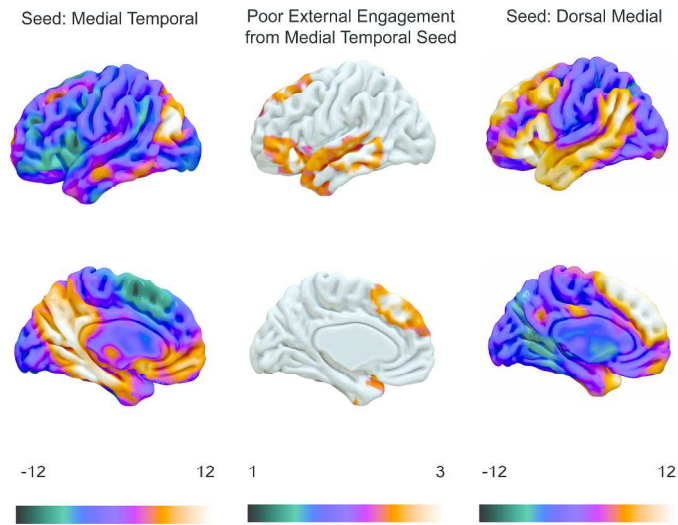 Seed: Medial Temporal
Poor External Engagement
from Medial Temporal Seed
Seed: Dorsal Medial
-12 12
1 3
-12 12